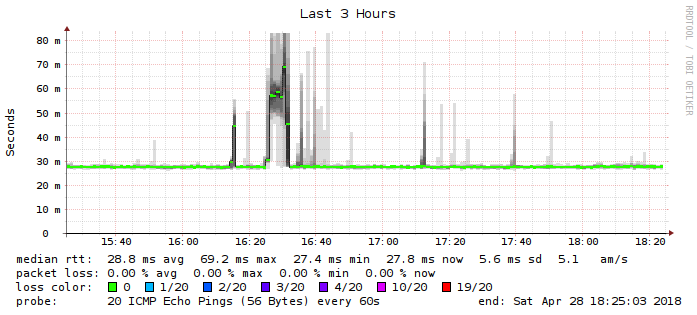 Last 3 Hours
RRDTOOL / TOBI OETIKER
Seconds
80 m
70 m
60 m
50 m
40 m
30 m
20 m
10 m
0
15:40 16:00 16:20 16:40 17:00 17:20 17:40 18:00 18:20
median rtt: 28.8 ms avg 69.2 ms max 27.4 ms min 27.8 ms now 5.6 ms sd 5.1 am/s
packet loss: 0.00 % avg 0.00 % max 0.00 % min 0.00 % now
loss color: 0 1/20 2/20 3/20 4/20 10/20 19/20
probe: 20 ICMP Echo Pings (56 Bytes) every 60s end: Sat Apr 28 18:25:03 2018